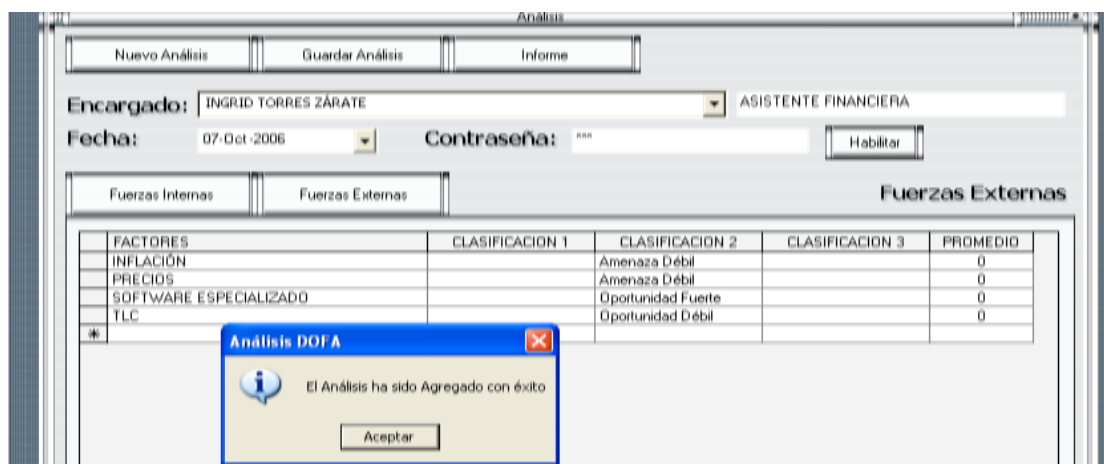 Análisis
Nuevo Análisis Guardar Análisis Informe
Encargado: INGRID TORRES ZÁRATE ASISTENTE FINANCIERA
Fecha: 07-Oct-2006 Contraseña: *** Habilitar
Fuerzas Internas Fuerzas Externas Fuerzas Externas
FACTORES CLASIFICACION 1 CLASIFICACION 2 CLASIFICACION 3 PROMEDIO
INFLACIÓN Amenaza Débil 0
PRECIOS Amenaza Débil 0
SOFTWARE ESPECIALIZADO Oportunidad Fuerte 0
TLC Oportunidad Débil 0
*
Análisis DOFA
El Análisis ha sido Agregado con éxito
Aceptar